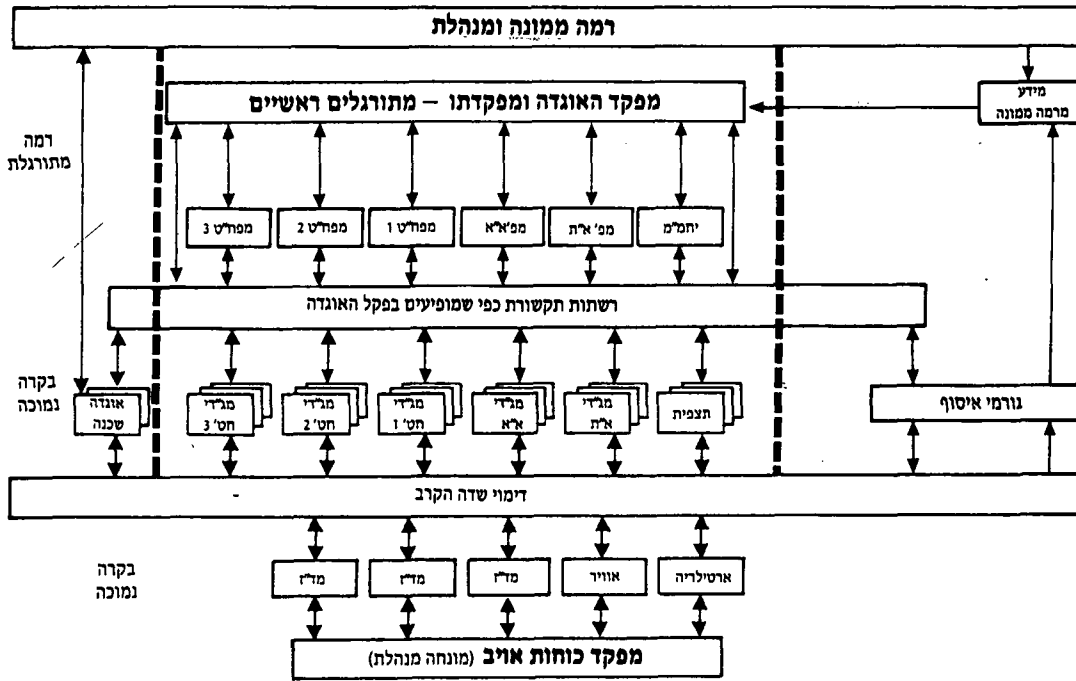 רמה ממונה ומנהלת
מפקד האוגדה ומפקדתו – מתורגלים ראשיים
מידע
מרמה ממונה
רמה
מתורגלת
יחמ"מ
מפ' א"ת
מפ'א"א
מפח"ט 1
מפח"ט 2
מפח"ט 3
רשתות תקשורת כפי שמופיעים בפקל האוגדה
בקרה
נמוכה
גורמי איסוף
תצפית
מג"די
א"ת
מג"די
א"א
מג"די
חט' 1
מג"די
חט' 2
מג"די
חט' 3
אוגדה
שכנה
דימוי שדה הקרב
בקרה
נמוכה
ארטילריה
אוויר
מד"ז
מד"ז
מד"ז
מפקד כוחות אויב (מונחה מנהלת)